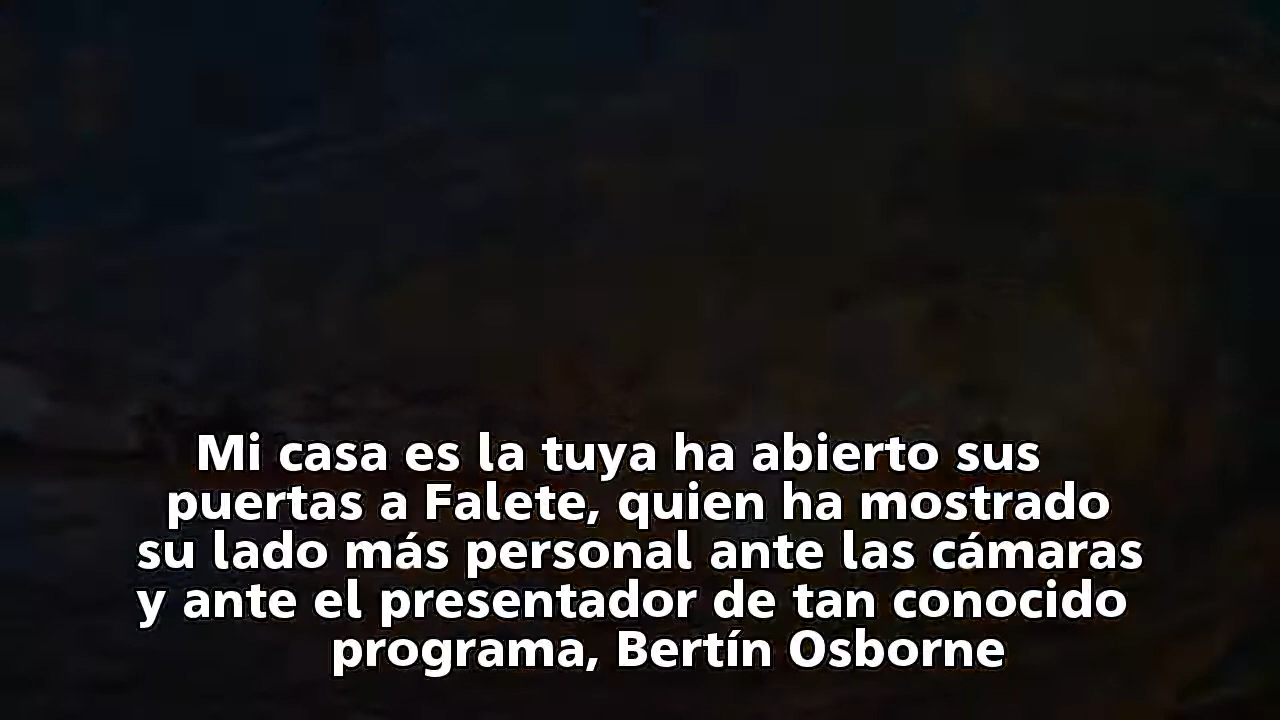 Mi casa es la tuya ha abierto sus
puertas a Falete, quien ha mostrado
su lado más personal ante las cámaras
y ante el presentador de tan conocido
programa, Bertín Osborne